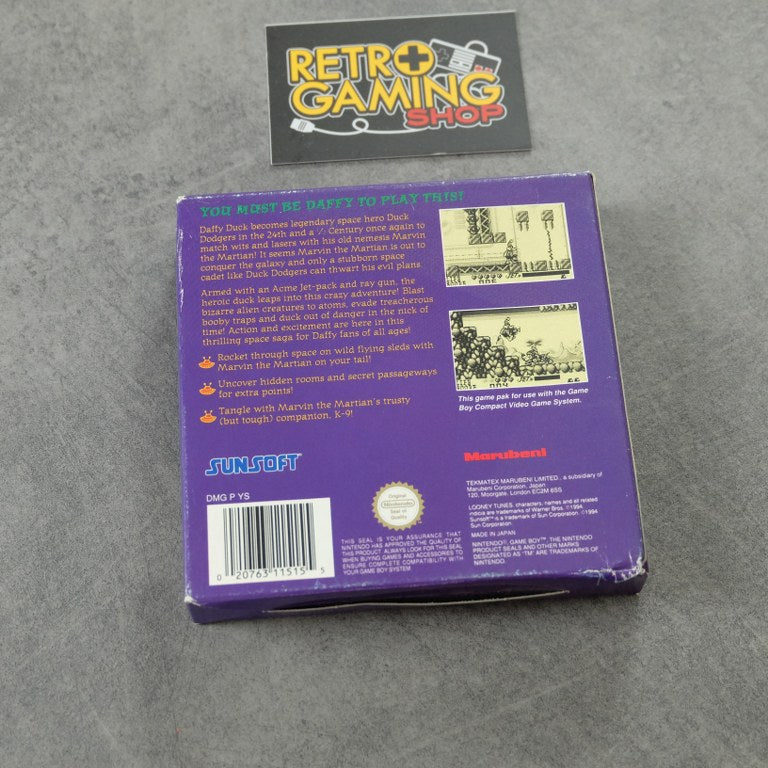 RETRO
GAMING
SHOP
YOU MUST BE DAFFY TO PLAY THIS!
Daffy Duck becomes legendary space hero Duck
Dodgers in the 24th and a ½ Century once again to
match wits and lasers with his old nemesis Marvin
the Martian! It seems Marvin the Martian is out to
conquer the galaxy and only a stubborn space
cadet like Duck Dodgers can thwart his evil plans
Armed with an Acme Jet-pack and ray gun, the
heroic duck leaps into this crazy adventure! Blast
bizarre alien creatures to atoms, evade treacherous
booby traps and duck out of danger in the nick of
time! Action and excitement are here in this
thrilling space saga for Daffy fans of all ages!
Rocket through space on wild flying sleds with
Marvin the Martian on your tail!
Uncover hidden rooms and secret passageways
for extra points!
Tangle with Marvin the Martian's trusty
(but tough) companion, K-9!
This game pak for use with the Game
Boy Compact Video Game System.
SUNSOFT
Marubeni
TEKMATEX MARUBENI LIMITED., a subsidiary of
Marubeni Corporation, Japan
120, Moorgate, London EC2M 6SS
LOONEY TUNES, characters, names and all related
indicia are trademarks of Warner Bros. ©1994
Sunsoft™ is a trademark of Sun Corporation. ©1994
Sun Corporation.
MADE IN JAPAN
NINTENDO®, GAME BOY™, THE NINTENDO
PRODUCT SEALS AND OTHER MARKS
DESIGNATED AS "TM" ARE TRADEMARKS OF
NINTENDO
DMG P YS
0 20763 11515 5
Original
Nintendo
Seal of
Quality
THIS SEAL IS YOUR ASSURANCE THAT
NINTENDO HAS APPROVED THE QUALITY OF
THIS PRODUCT. ALWAYS LOOK FOR THIS SEAL
WHEN BUYING GAMES AND ACCESSORIES TO
ENSURE COMPLETE COMPATIBILITY WITH
YOUR GAME BOY SYSTEM